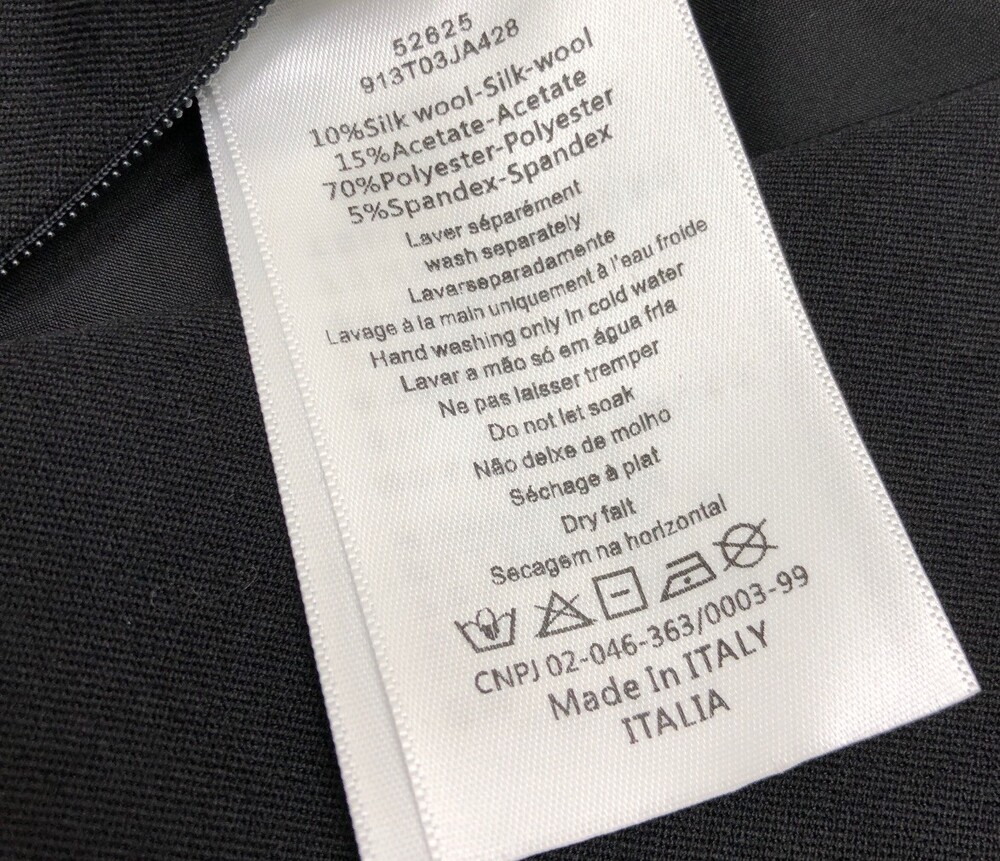 52625
913T03JA428
10%Silk wool-Silk-wool
15%Acetate-Acetate
70%Polyester-Polyester
5%Spandex-Spandex
Laver séparément
wash separately
Lavarseparadamente
Lavage à la main uniquement à l'eau froide
Hand washing only In cold water
Lavar a mão só em água frIa
Ne pas laisser tremper
Do not let soak
Não delxe de molho
Séchage à plat
Dry falt
Secagem na horizontal
CNPJ 02-046-363/0003-99
Made In ITALY
ITALIA